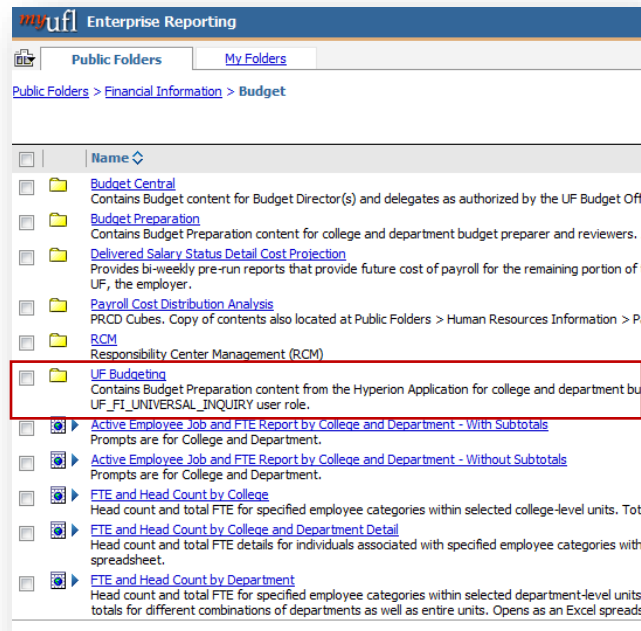 myufl Enterprise Reporting
Public Folders My Folders
Public Folders > Financial Information > Budget
Name
Budget Central
Contains Budget content for Budget Director(s) and delegates as authorized by the UF Budget Off
Budget Preparation
Contains Budget Preparation content for college and department budget preparer and reviewers.
Delivered Salary Status Detail Cost Projection
Provides bi-weekly pre-run reports that provide future cost of payroll for the remaining portion of
UF, the employer.
Payroll Cost Distribution Analysis
PRCD Cubes. Copy of contents also located at Public Folders > Human Resources Information > P
RCM
Responsibility Center Management (RCM)
UF Budgeting
Contains Budget Preparation content from the Hyperion Application for college and department bu
UF_FI_UNIVERSAL_INQUIRY user role.
Active Employee Job and FTE Report by College and Department - With Subtotals
Prompts are for College and Department.
Active Employee Job and FTE Report by College and Department - Without Subtotals
Prompts are for College and Department.
FTE and Head Count by College
Head count and total FTE for specified employee categories within selected college-level units. Tot
FTE and Head Count by College and Department Detail
Head count and total FTE details for individuals associated with specified employee categories with
spreadsheet.
FTE and Head Count by Department
Head count and total FTE for specified employee categories within selected department-level units
totals for different combinations of departments as well as entire units. Opens as an Excel spreads